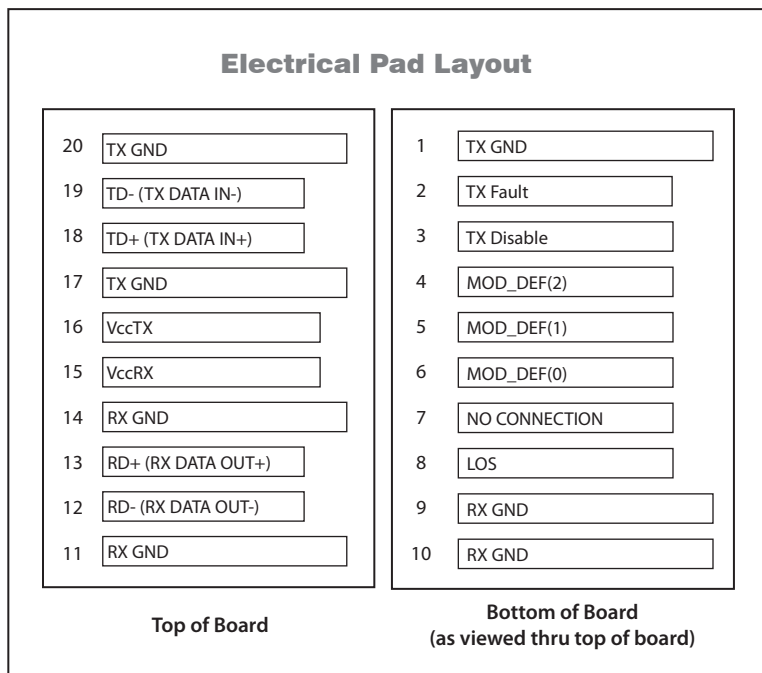 Electrical Pad Layout
20 TX GND
19 TD- (TX DATA IN-)
18 TD+ (TX DATA IN+)
17 TX GND
16 VccTX
15 VccRX
14 RX GND
13 RD+ (RX DATA OUT+)
12 RD- (RX DATA OUT-)
11 RX GND
Top of Board
1 TX GND
2 TX Fault
3 TX Disable
4 MOD_DEF(2)
5 MOD_DEF(1)
6 MOD_DEF(0)
7 NO CONNECTION
8 LOS
9 RX GND
10 RX GND
Bottom of Board
(as viewed thru top of board)